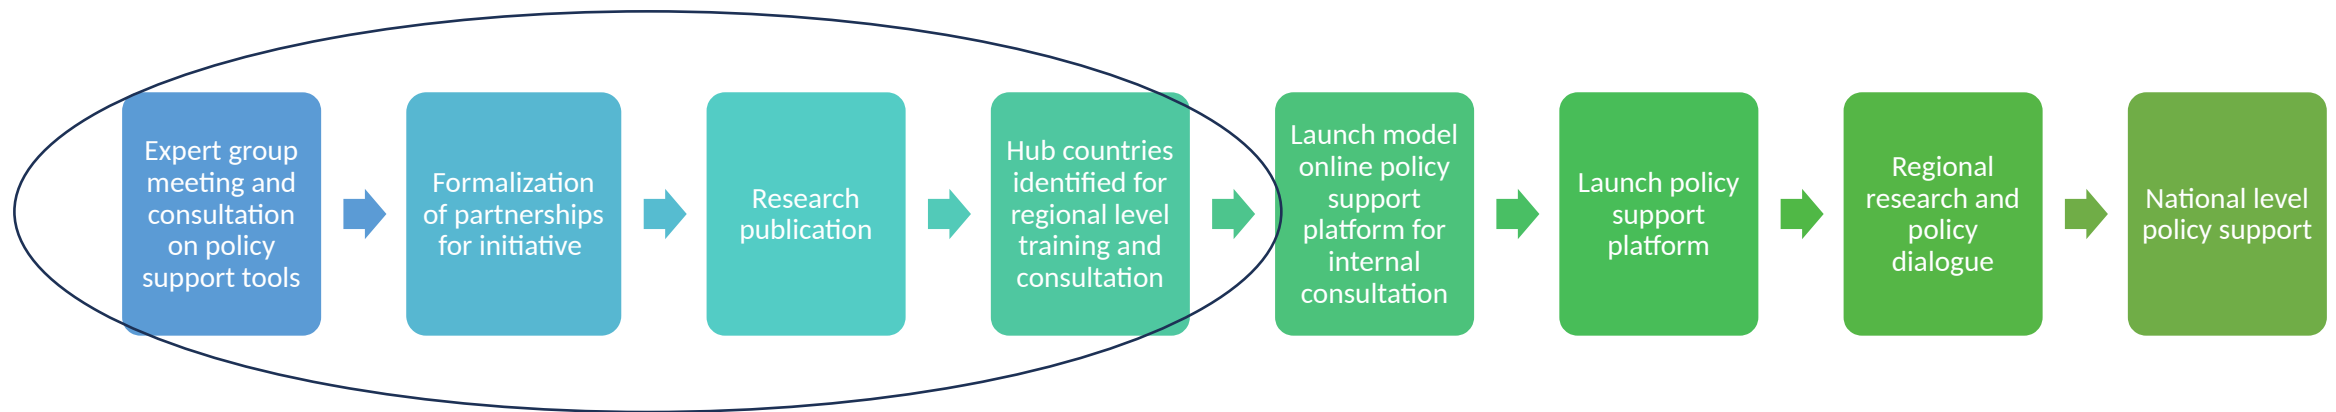 Expert group
meeting and
consultation
on policy
support tools
Formalization
of partnerships
for initiative
Research
publication
Hub countries
identified for
regional level
training and
consultation
Launch model
online policy
support
platform for
internal
consultation
Launch policy
support
platform
Regional
research and
policy
dialogue
National level
policy support